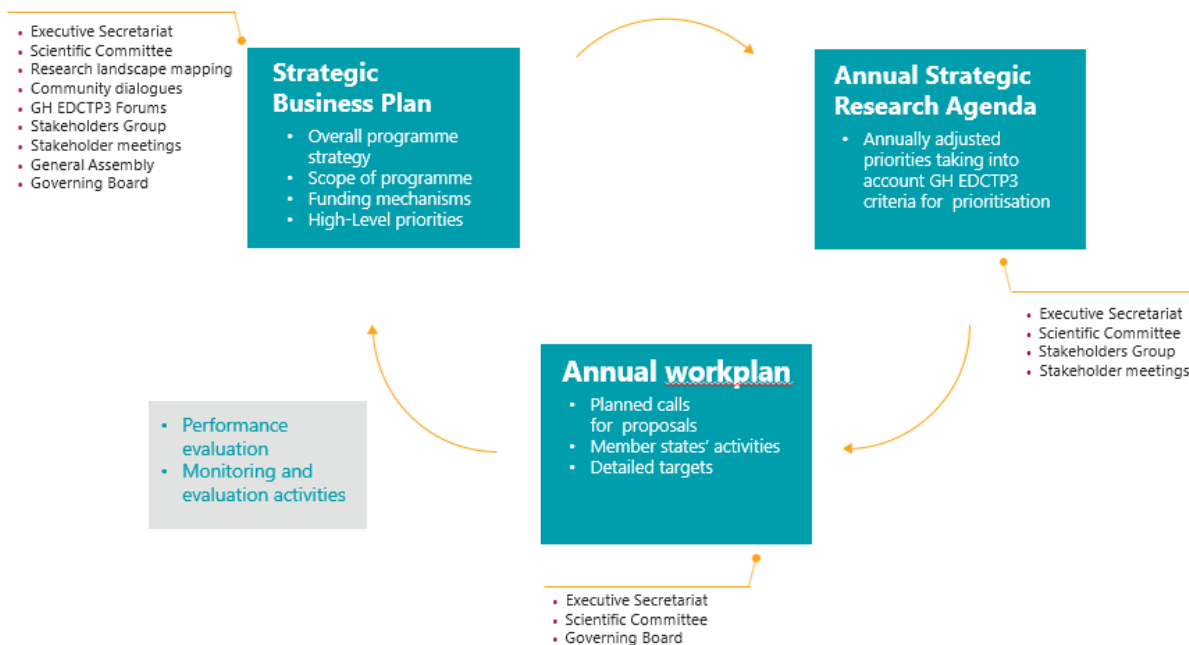 • Executive Secretariat
• Scientific Committee
• Research landscape mapping
• Community dialogues
• GH EDCTP3 Forums
• Stakeholders Group
• Stakeholder meetings
• General Assembly
• Governing Board
Strategic
Business Plan
• Overall programme
strategy
• Scope of programme
• Funding mechanisms
• High-Level priorities
Annual Strategic
Research Agenda
• Annually adjusted
priorities taking into
account GH EDCTP3
criteria for prioritisation
• Executive Secretariat
• Scientific Committee
• Stakeholders Group
• Stakeholder meetings
Annual workplan
• Planned calls
for proposals
• Member states’ activities
• Detailed targets
• Executive Secretariat
• Scientific Committee
• Governing Board
• Performance
evaluation
• Monitoring and
evaluation activities